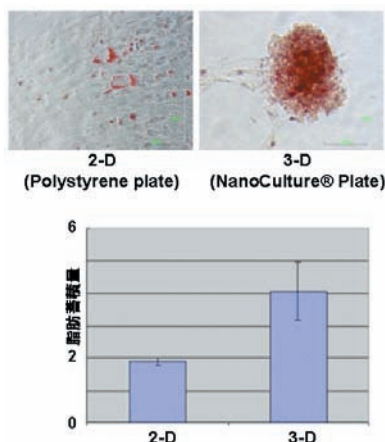 2-D
(Polystyrene plate)
3-D
(NanoCulture® Plate)
脂肪蓄積量
6
2
0
2-D
3-D